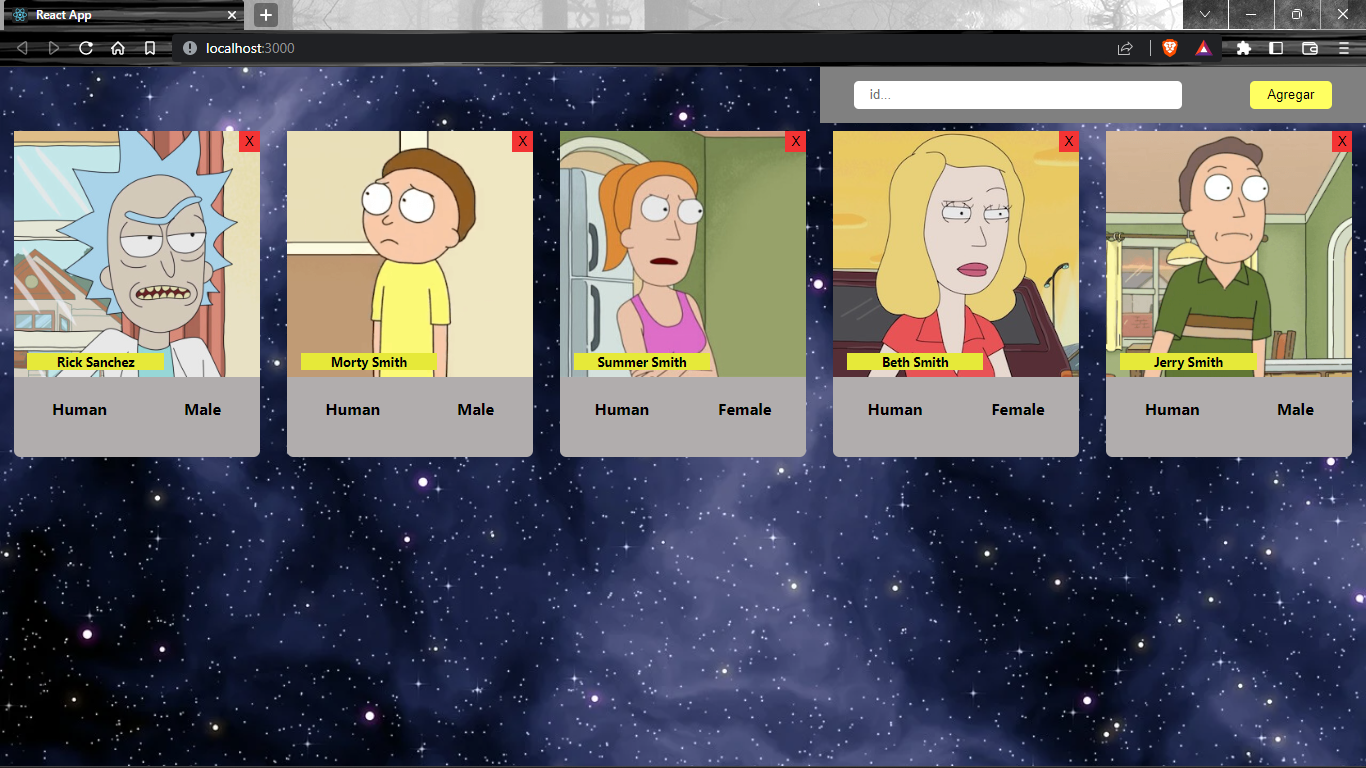 React App
localhost:3000
id...
Agregar
X
X
X
X
X
Rick Sanchez
Morty Smith
Summer Smith
Beth Smith
Jerry Smith
Human Male
Human Male
Human Female
Human Female
Human Male